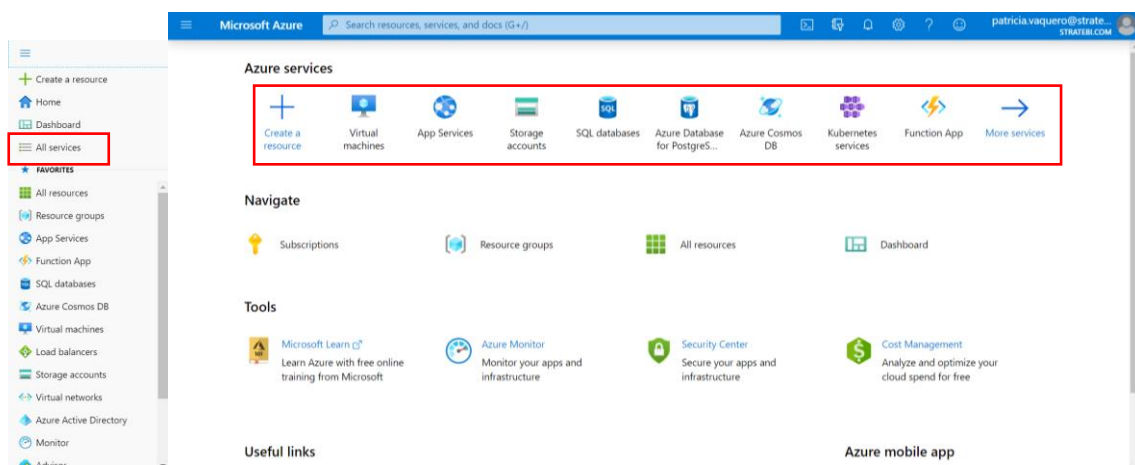 Microsoft Azure
Search resources, services, and docs (G+/)
patricia.vaquero@strate...
STRATEBI.COM
Create a resource
Home
Dashboard
All services
FAVORITES
All resources
Resource groups
App Services
Function App
SQL databases
Azure Cosmos DB
Virtual machines
Load balancers
Storage accounts
Virtual networks
Azure Active Directory
Monitor
Advisor
Azure services
Create a
resource
Virtual
machines
App Services
Storage
accounts
SQL databases
Azure Database
for PostgreS...
Azure Cosmos
DB
Kubernetes
services
Function App
More services
Navigate
Subscriptions
Resource groups
All resources
Dashboard
Tools
Microsoft Learn
Learn Azure with free online
training from Microsoft
Azure Monitor
Monitor your apps and
infrastructure
Security Center
Secure your apps and
infrastructure
Cost Management
Analyze and optimize your
cloud spend for free
Useful links
Azure mobile app